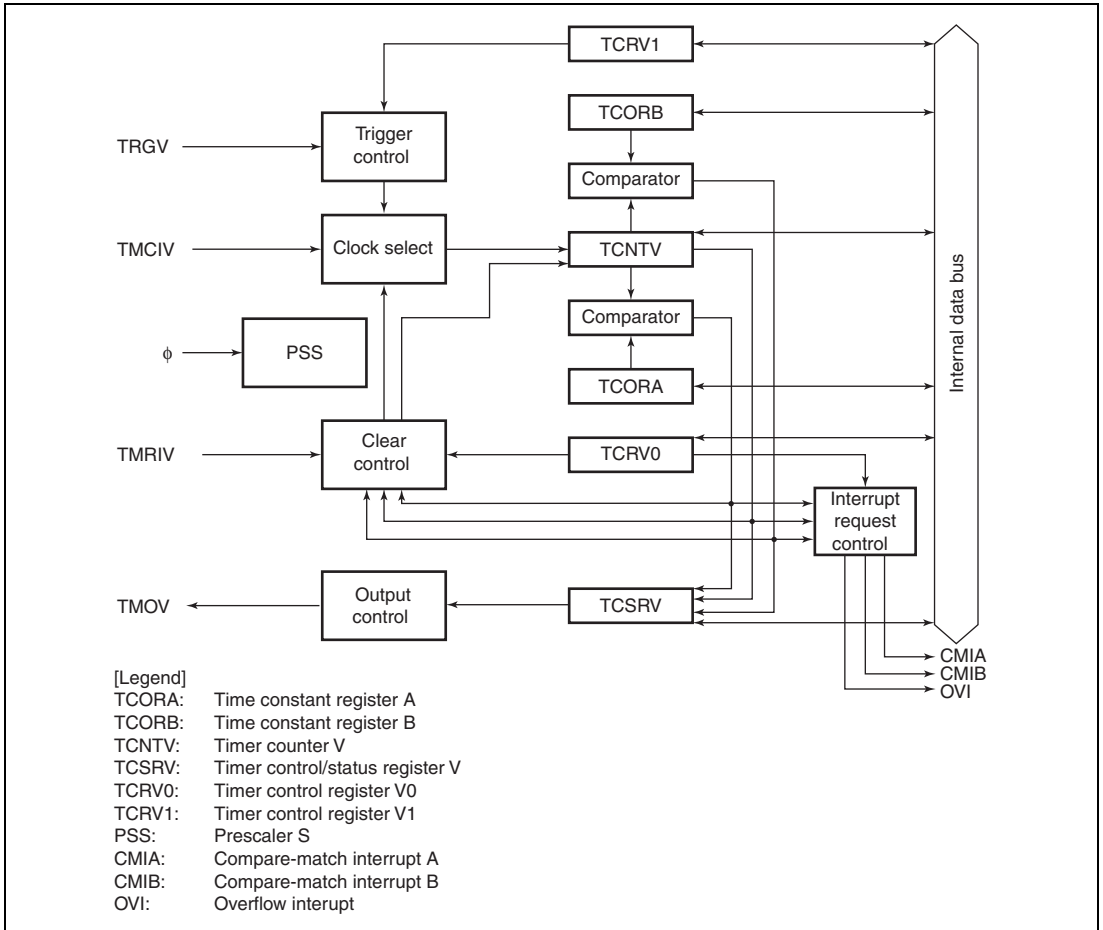 TCRV1
TCORB
Trigger
control
TRGV
Comparator
Clock select
TMCIV
TCNTV
Internal data bus
Comparator
φ
PSS
TCORA
Clear
control
TMRIV
TCRV0
Interrupt
request
control
Output
control
TMOV
TCSRV
CMIA
CMIB
OVI
[Legend]
TCORA: Time constant register A
TCORB: Time constant register B
TCNTV: Timer counter V
TCSRV: Timer control/status register V
TCRV0: Timer control register V0
TCRV1: Timer control register V1
PSS: Prescaler S
CMIA: Compare-match interrupt A
CMIB: Compare-match interrupt B
OVI: Overflow interupt